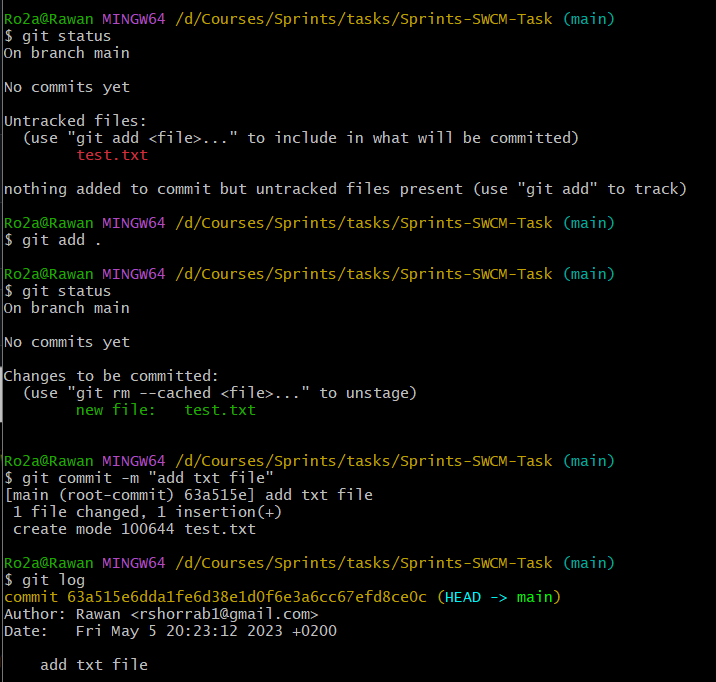 Ro2a@Rawan MINGW64 /d/Courses/Sprints/tasks/Sprints-SWCM-Task (main)
$ git status
On branch main
No commits yet
Untracked files:
  (use "git add <file>..." to include in what will be committed)
        test.txt
nothing added to commit but untracked files present (use "git add" to track)
Ro2a@Rawan MINGW64 /d/Courses/Sprints/tasks/Sprints-SWCM-Task (main)
$ git add .
Ro2a@Rawan MINGW64 /d/Courses/Sprints/tasks/Sprints-SWCM-Task (main)
$ git status
On branch main
No commits yet
Changes to be committed:
  (use "git rm --cached <file>..." to unstage)
        new file:   test.txt
Ro2a@Rawan MINGW64 /d/Courses/Sprints/tasks/Sprints-SWCM-Task (main)
$ git commit -m "add txt file"
[main (root-commit) 63a515e] add txt file
 1 file changed, 1 insertion(+)
 create mode 100644 test.txt
Ro2a@Rawan MINGW64 /d/Courses/Sprints/tasks/Sprints-SWCM-Task (main)
$ git log
commit 63a515e6dda1fe6d38e1d0f6e3a6cc67efd8ce0c (HEAD -> main)
Author: Rawan <rshorrab1@gmail.com>
Date:   Fri May 5 20:23:12 2023 +0200
    add txt file